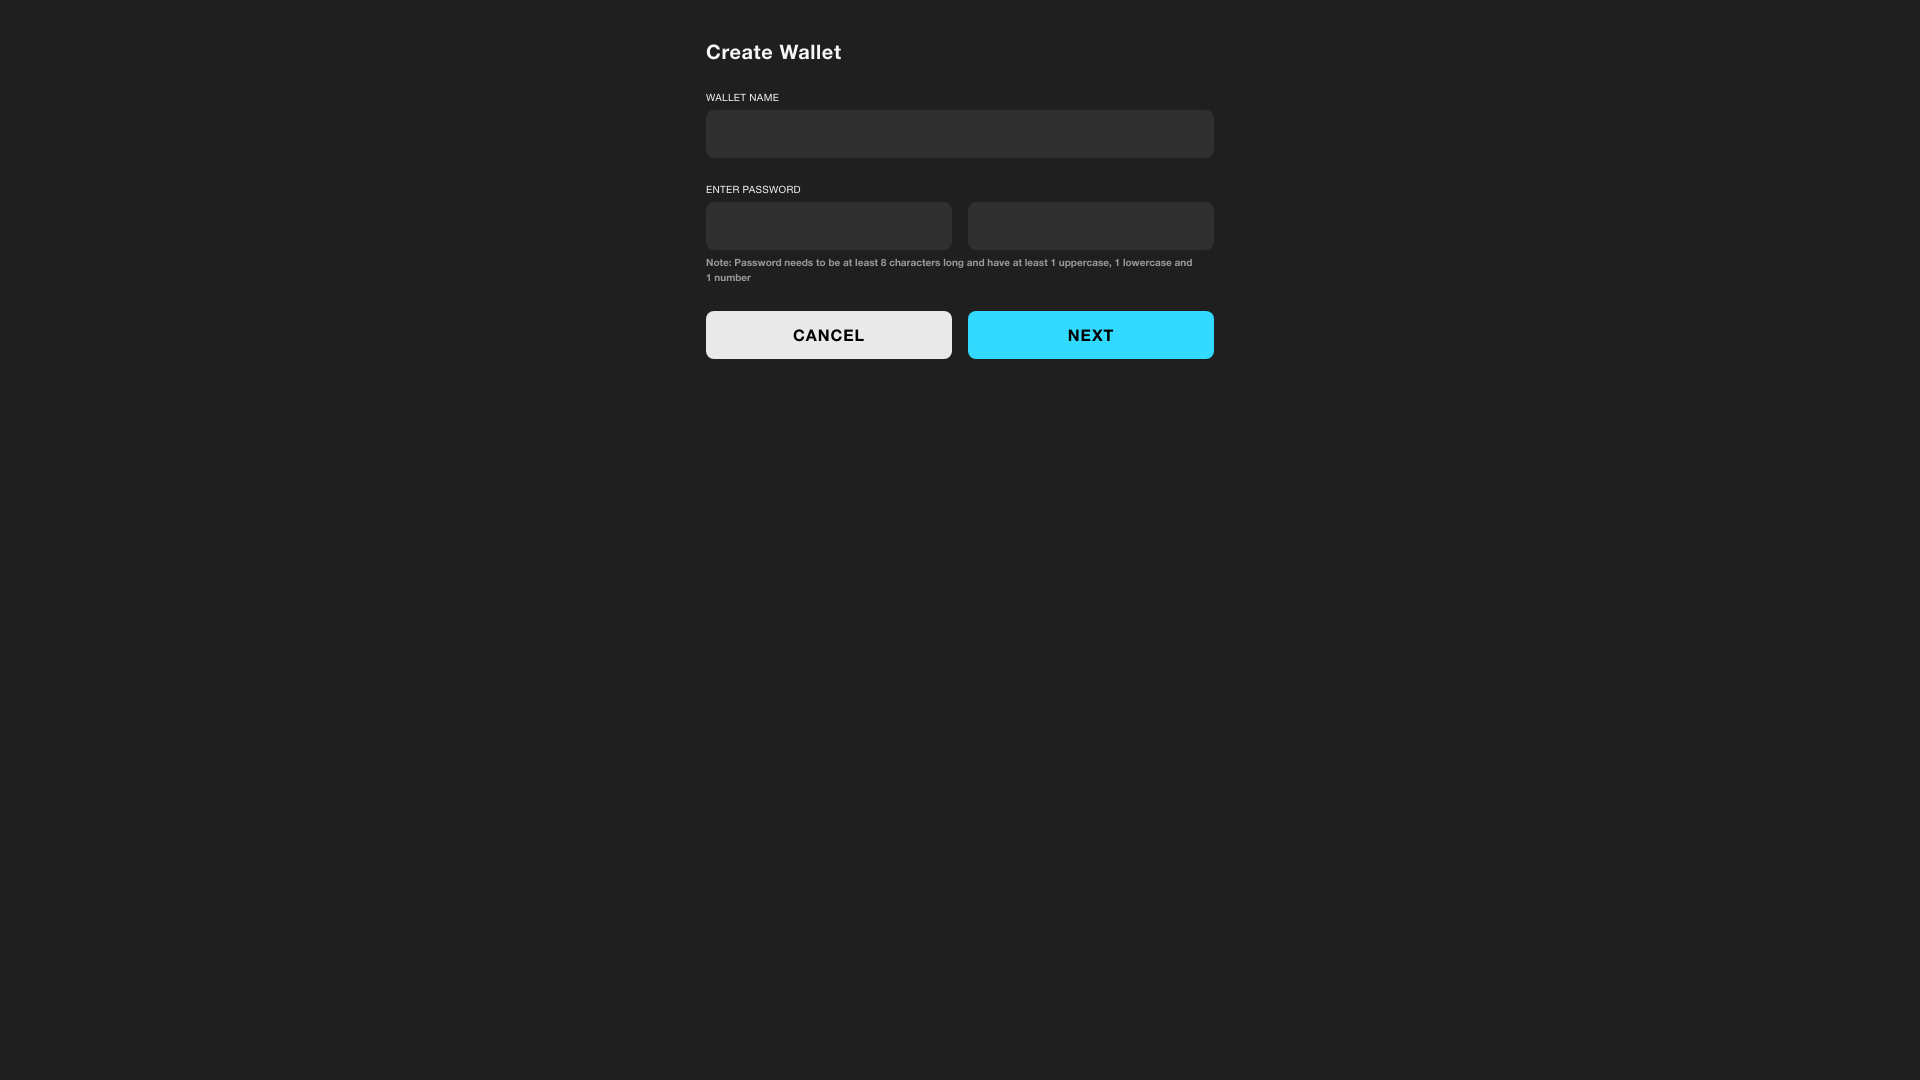 Create Wallet
WALLET NAME
ENTER PASSWORD
Note: Password needs to be at least 8 characters long and have at least 1 uppercase, 1 lowercase and
1 number
CANCEL
NEXT